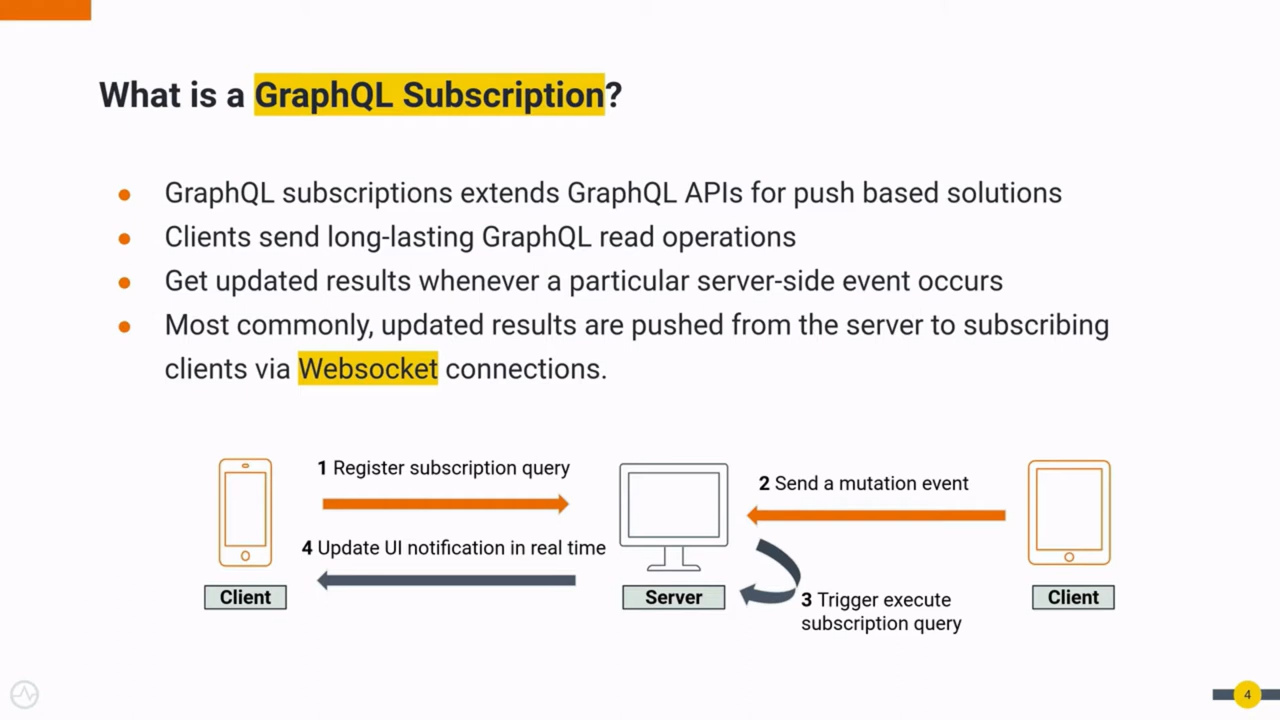 What is a GraphQL Subscription?
GraphQL subscriptions extends GraphQL APIs for push based solutions
Clients send long-lasting GraphQL read operations
Get updated results whenever a particular server-side event occurs
Most commonly, updated results are pushed from the server to subscribing
clients via Websocket connections.
1 Register subscription query
2 Send a mutation event
4 Update UI notification in real time
3 Trigger execute
subscription query
Client
Server
Client
4